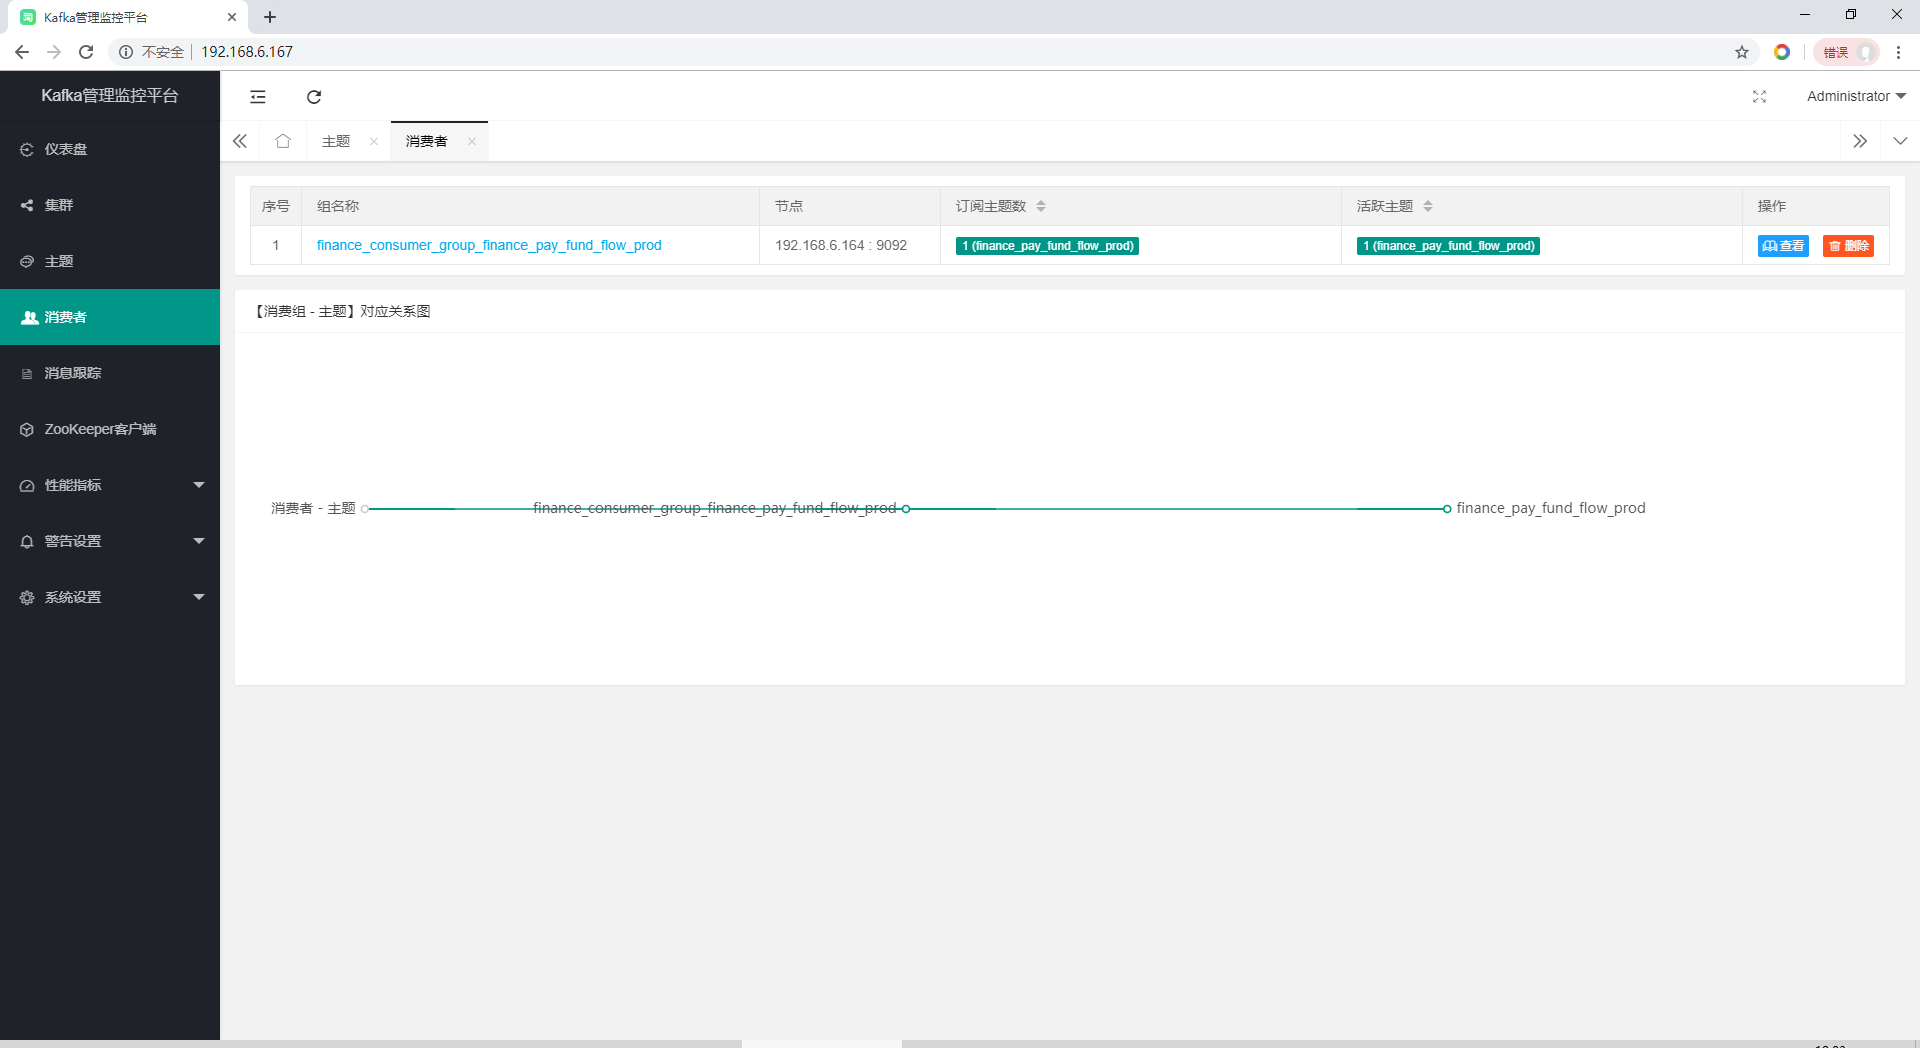 Kafka管理监控平台
不安全 192.168.6.167 错误
Kafka管理监控平台
Administrator
仪表盘
集群
主题
消费者
消息跟踪
ZooKeeper客户端
性能指标
警告设置
系统设置
主题 消费者
序号 组名称 节点 订阅主题数 活跃主题 操作
1 finance_consumer_group_finance_pay_fund_flow_prod 192.168.6.164 : 9092 1 (finance_pay_fund_flow_prod) 1 (finance_pay_fund_flow_prod) 查看 删除
【消费组 - 主题】对应关系图
消费者 - 主题 finance_consumer_group_finance_pay_fund_flow_prod finance_pay_fund_flow_prod